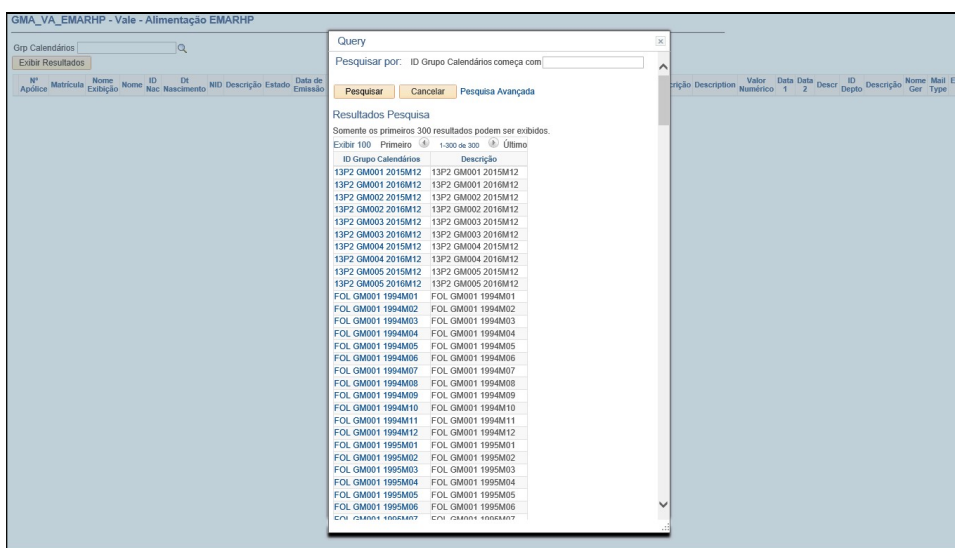 GMA_VA_EMARHP - Vale - Alimentação EMARHP
Grp Calendários
Exibir Resultados
Nº Apólice Matrícula Nome Exibição Nome ID Nac Dt Nascimento NID Descrição Estado Data de Emissão
crição Description Valor Numérico Data 1 Data 2 Descr ID Depto Descrição Nome Ger Mail Type E
Query
Pesquisar por: ID Grupo Calendários começa com
Pesquisar Cancelar Pesquisa Avançada
Resultados Pesquisa
Somente os primeiros 300 resultados podem ser exibidos.
Exibir 100 Primeiro 1-300 de 300 Último
ID Grupo Calendários Descrição
13P2 GM001 2015M12 13P2 GM001 2015M12
13P2 GM001 2016M12 13P2 GM001 2016M12
13P2 GM002 2015M12 13P2 GM002 2015M12
13P2 GM002 2016M12 13P2 GM002 2016M12
13P2 GM003 2015M12 13P2 GM003 2015M12
13P2 GM003 2016M12 13P2 GM003 2016M12
13P2 GM004 2015M12 13P2 GM004 2015M12
13P2 GM004 2016M12 13P2 GM004 2016M12
13P2 GM005 2015M12 13P2 GM005 2015M12
13P2 GM005 2016M12 13P2 GM005 2016M12
FOL GM001 1994M01 FOL GM001 1994M01
FOL GM001 1994M02 FOL GM001 1994M02
FOL GM001 1994M03 FOL GM001 1994M03
FOL GM001 1994M04 FOL GM001 1994M04
FOL GM001 1994M05 FOL GM001 1994M05
FOL GM001 1994M06 FOL GM001 1994M06
FOL GM001 1994M07 FOL GM001 1994M07
FOL GM001 1994M08 FOL GM001 1994M08
FOL GM001 1994M09 FOL GM001 1994M09
FOL GM001 1994M10 FOL GM001 1994M10
FOL GM001 1994M11 FOL GM001 1994M11
FOL GM001 1994M12 FOL GM001 1994M12
FOL GM001 1995M01 FOL GM001 1995M01
FOL GM001 1995M02 FOL GM001 1995M02
FOL GM001 1995M03 FOL GM001 1995M03
FOL GM001 1995M04 FOL GM001 1995M04
FOL GM001 1995M05 FOL GM001 1995M05
FOL GM001 1995M06 FOL GM001 1995M06
FOL GM001 1995M07 FOL GM001 1995M07